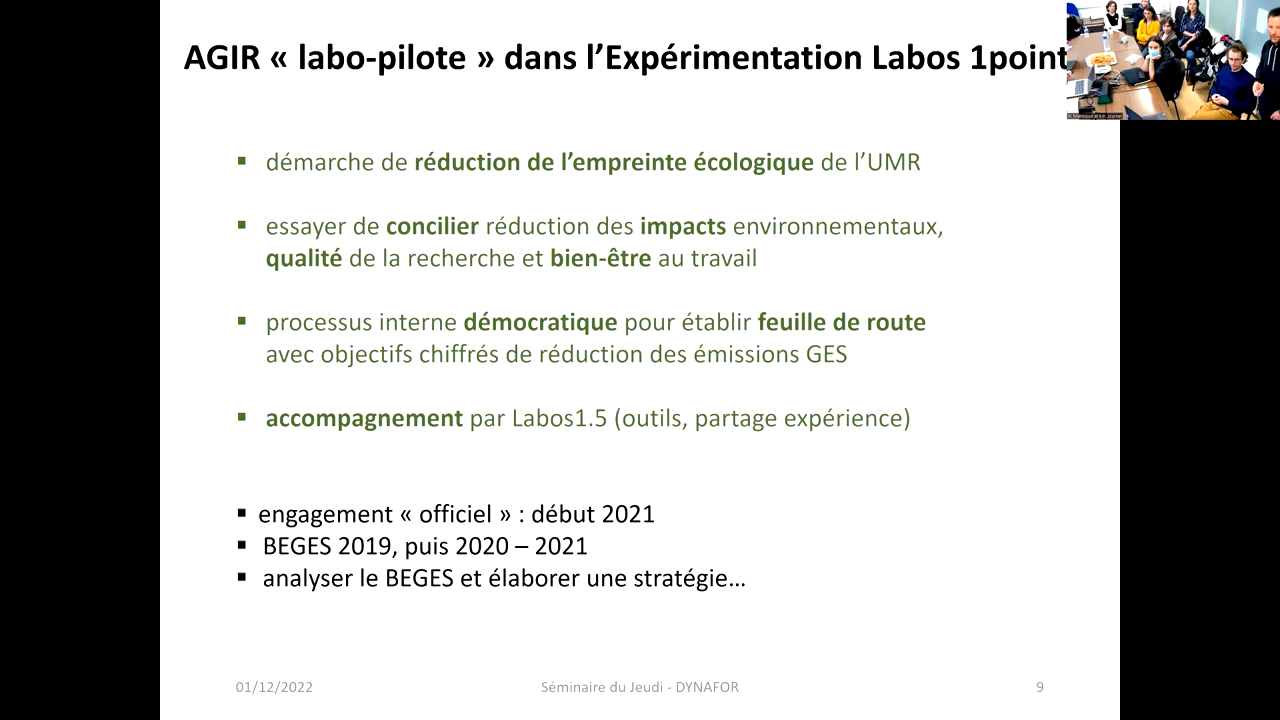 AGIR « labo-pilote » dans l’Expérimentation Labos 1point
▪ démarche de réduction de l’empreinte écologique de l’UMR
▪ essayer de concilier réduction des impacts environnementaux,
qualité de la recherche et bien-être au travail
▪ processus interne démocratique pour établir feuille de route
avec objectifs chiffrés de réduction des émissions GES
▪ accompagnement par Labos1.5 (outils, partage expérience)
▪ engagement « officiel » : début 2021
▪ BEGES 2019, puis 2020 – 2021
▪ analyser le BEGES et élaborer une stratégie…
01/12/2022
Séminaire du Jeudi - DYNAFOR
9